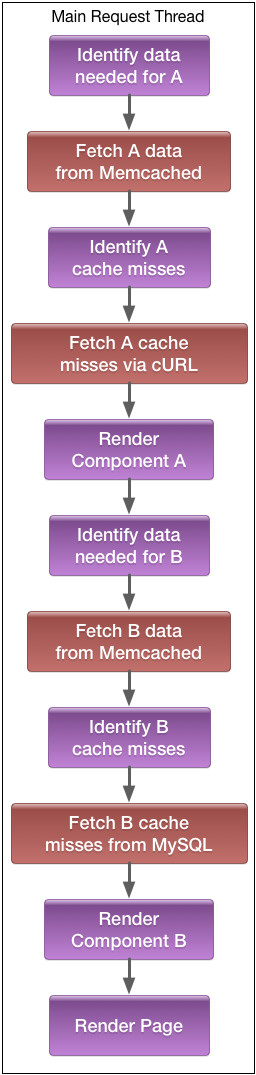 Main Request Thread
Identify data
needed for A
Fetch A data
from Memcached
Identify A
cache misses
Fetch A cache
misses via cURL
Render
Component A
Identify data
needed for B
Fetch B data
from Memcached
Identify B
cache misses
Fetch B cache
misses from MySQL
Render
Component B
Render Page